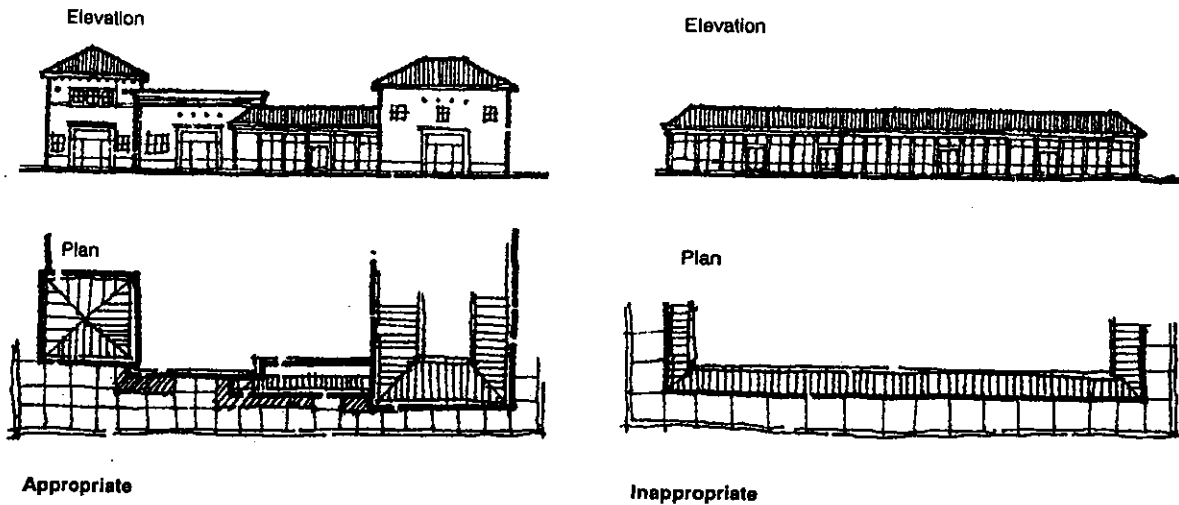 Elevation
Elevation
Plan
Plan
Appropriate
Inappropriate